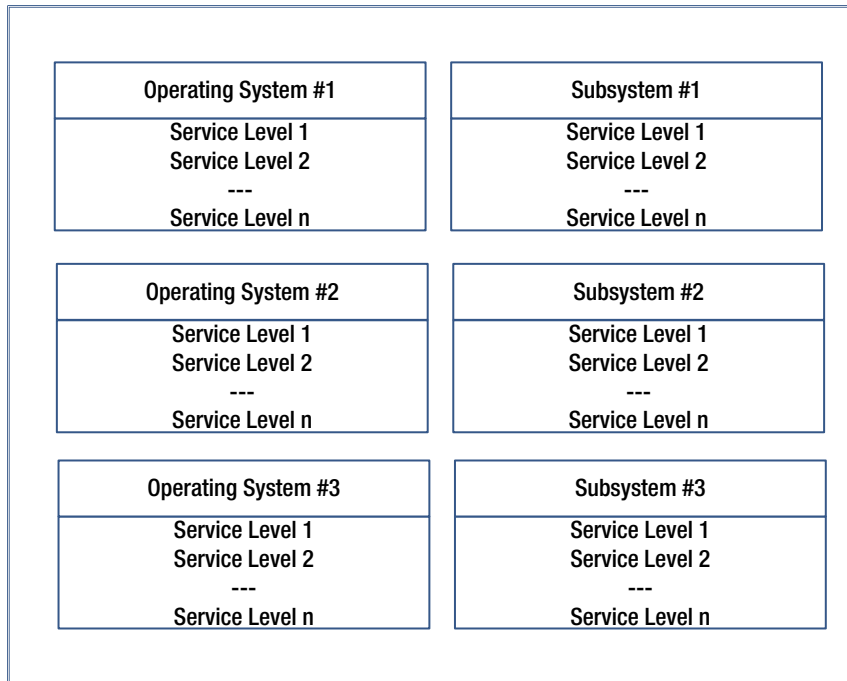 Operating System #1
Service Level 1
Service Level 2
---
Service Level n
Subsystem #1
Service Level 1
Service Level 2
---
Service Level n
Operating System #2
Service Level 1
Service Level 2
---
Service Level n
Subsystem #2
Service Level 1
Service Level 2
---
Service Level n
Operating System #3
Service Level 1
Service Level 2
---
Service Level n
Subsystem #3
Service Level 1
Service Level 2
---
Service Level n